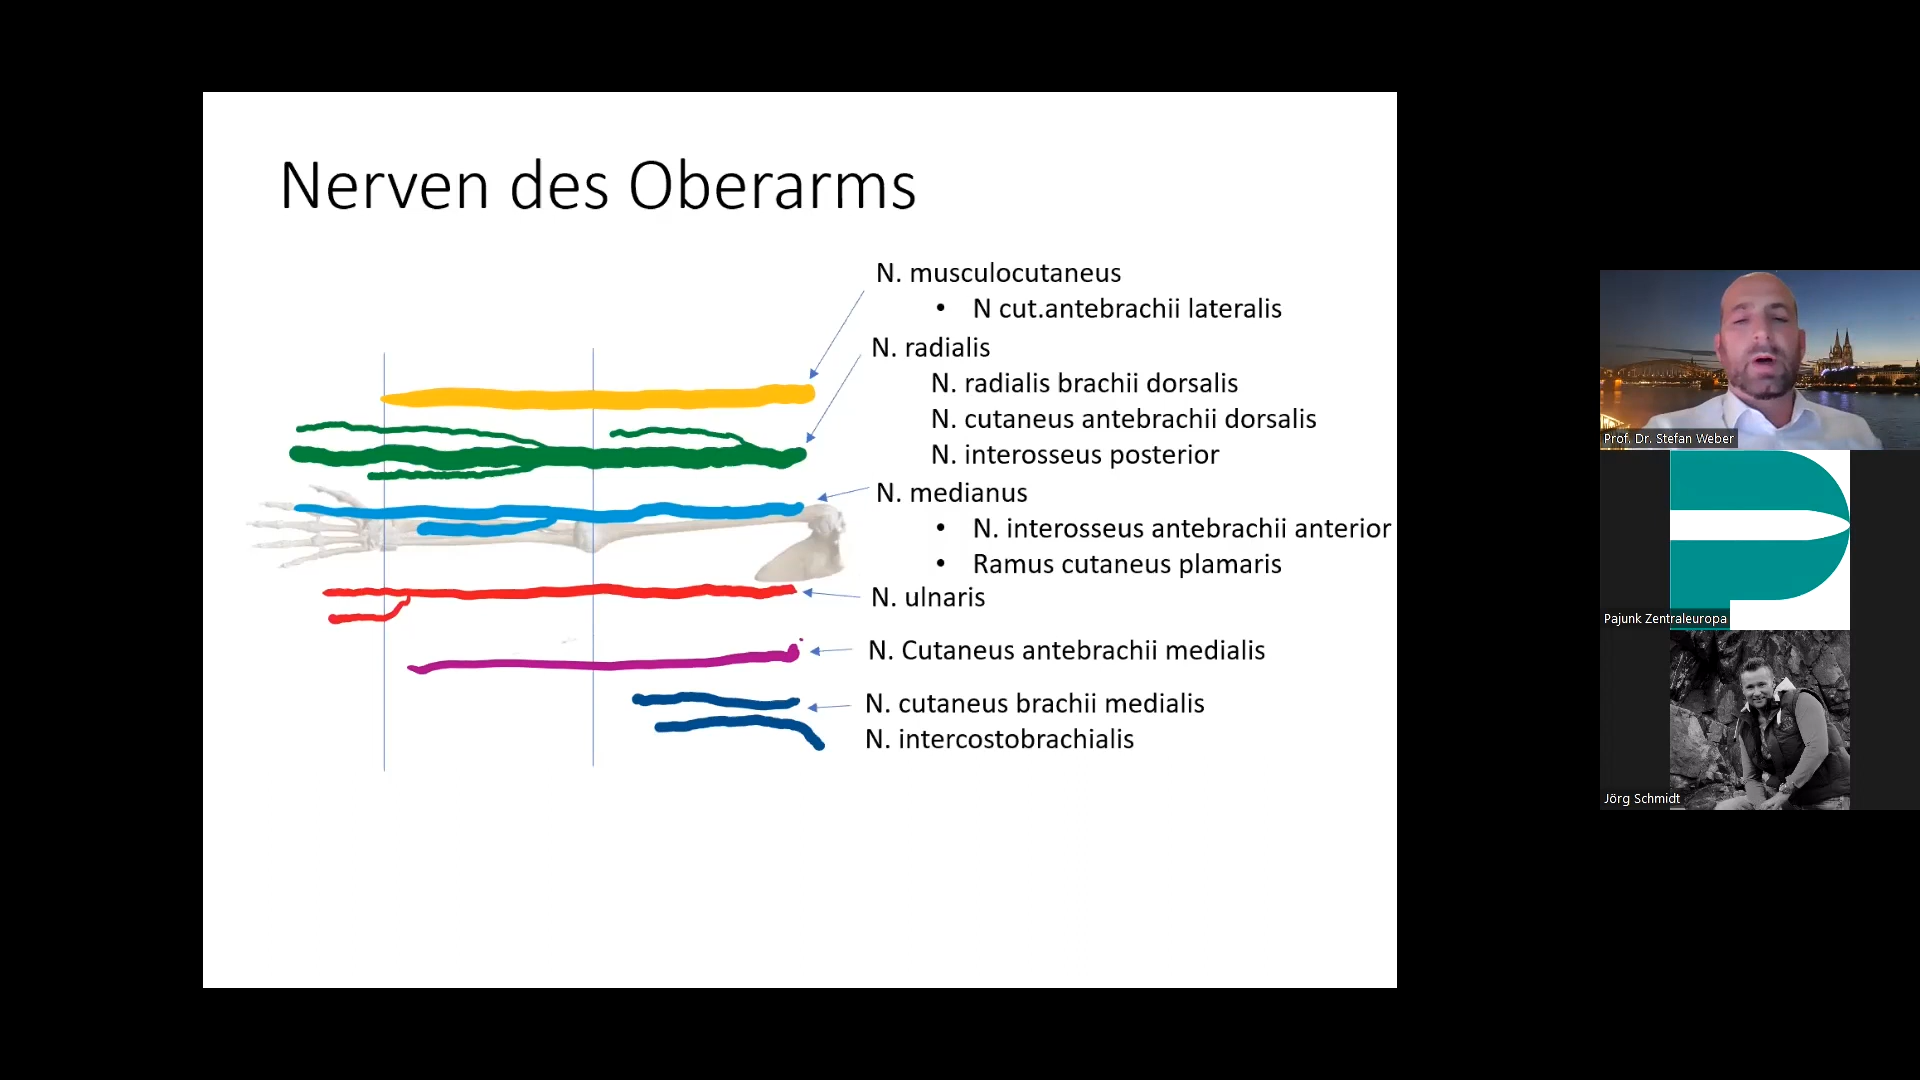 Nerven des Oberarms
N. musculocutaneus
• N cut.antebrachii lateralis
N. radialis
N. radialis brachii dorsalis
N. cutaneus antebrachii dorsalis
N. interosseus posterior
N. medianus
• N. interosseus antebrachii anterior
• Ramus cutaneus plamaris
N. ulnaris
N. Cutaneus antebrachii medialis
N. cutaneus brachii medialis
N. intercostobrachialis
Prof. Dr. Stefan Weber
Pajunk Zentraleuropa
Jörg Schmidt